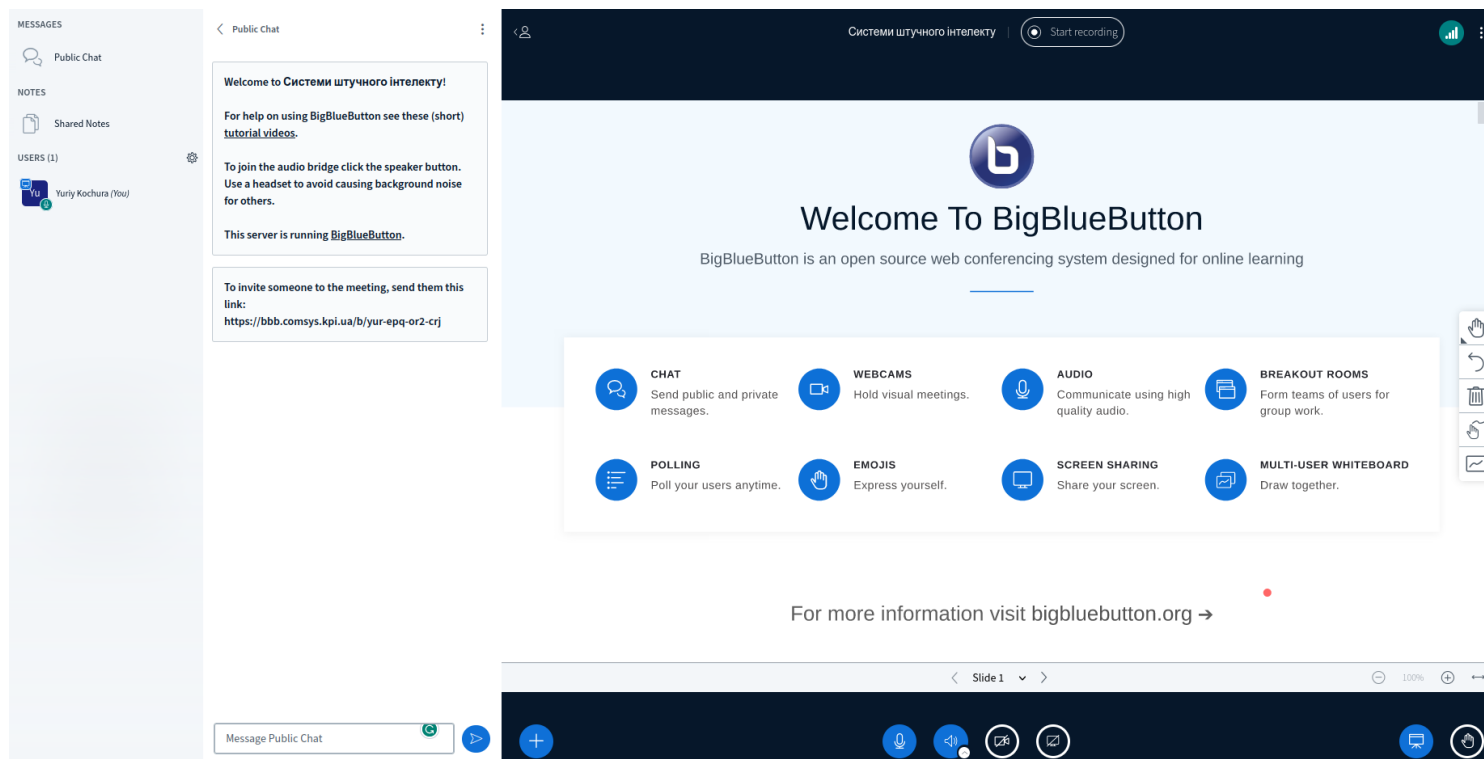 MESSAGES
Public Chat
NOTES
Shared Notes
USERS (1)
Yu
Yuriy Kochura (You)
Public Chat
Welcome to Системи штучного інтелекту!
For help on using BigBlueButton see these (short)
tutorial videos.
To join the audio bridge click the speaker button.
Use a headset to avoid causing background noise
for others.
This server is running BigBlueButton.
To invite someone to the meeting, send them this
link:
https://bbb.comsys.kpi.ua/b/yur-epq-or2-crj
Message Public Chat
Системи штучного інтелекту
Start recording
Welcome To BigBlueButton
BigBlueButton is an open source web conferencing system designed for online learning
CHAT
Send public and private
messages.
WEBCAMS
Hold visual meetings.
AUDIO
Communicate using high
quality audio.
BREAKOUT ROOMS
Form teams of users for
group work.
POLLING
Poll your users anytime.
EMOJIS
Express yourself.
SCREEN SHARING
Share your screen.
MULTI-USER WHITEBOARD
Draw together.
For more information visit bigbluebutton.org →
Slide 1
100%